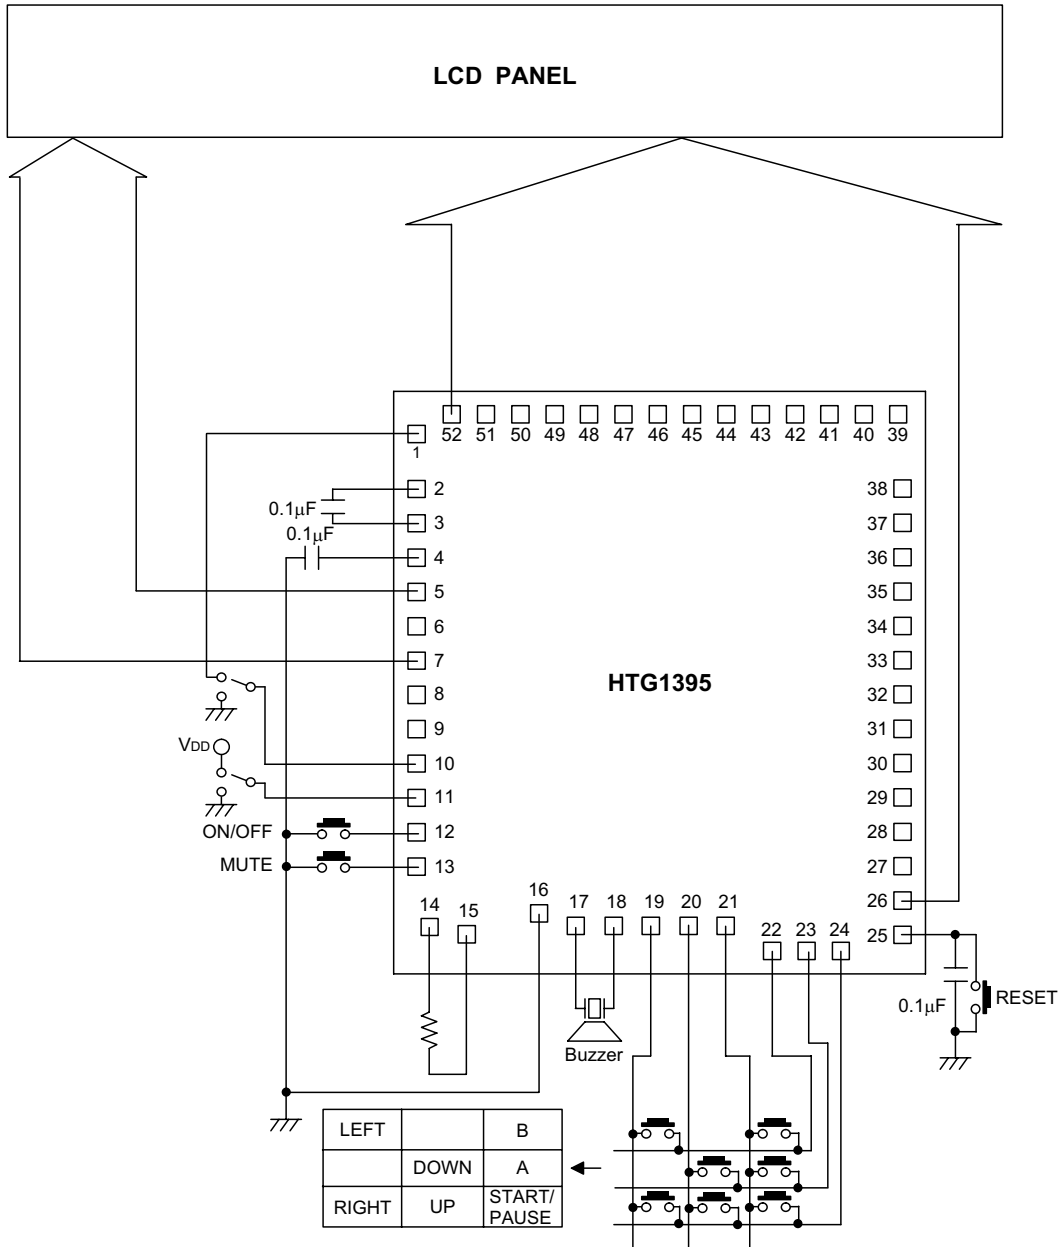 LCD PANEL
52 51 50 49 48 47 46 45 44 43 42 41 40 39
1
2
0.1μF
3
0.1μF
4
5
6
7
8
9
VDD
10
11
ON/OFF
12
MUTE
13
HTG1395
38
37
36
35
34
33
32
31
30
29
28
27
26
25
14 15 16 17 18 19 20 21 22 23 24
0.1μF
RESET
Buzzer
LEFT B
DOWN A
RIGHT UP START/
PAUSE